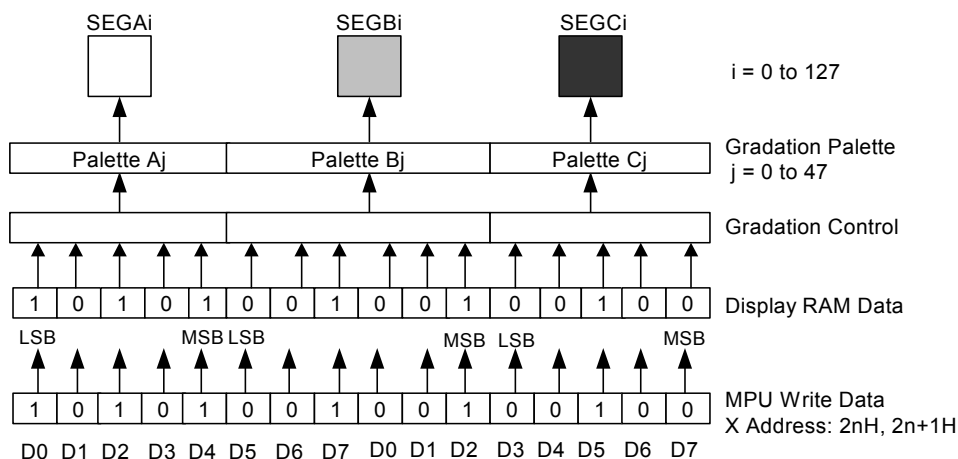 SEGAi SEGBi SEGCi
i = 0 to 127
Palette Aj Palette Bj Palette Cj
Gradation Palette
j = 0 to 47
Gradation Control
1 0 1 0 1 0 0 1 0 0 1 0 0 1 0 0
Display RAM Data
LSB MSB LSB MSB LSB MSB
1 0 1 0 1 0 0 1 0 0 1 0 0 1 0 0
MPU Write Data
X Address: 2nH, 2n+1H
D0 D1 D2 D3 D4 D5 D6 D7 D0 D1 D2 D3 D4 D5 D6 D7